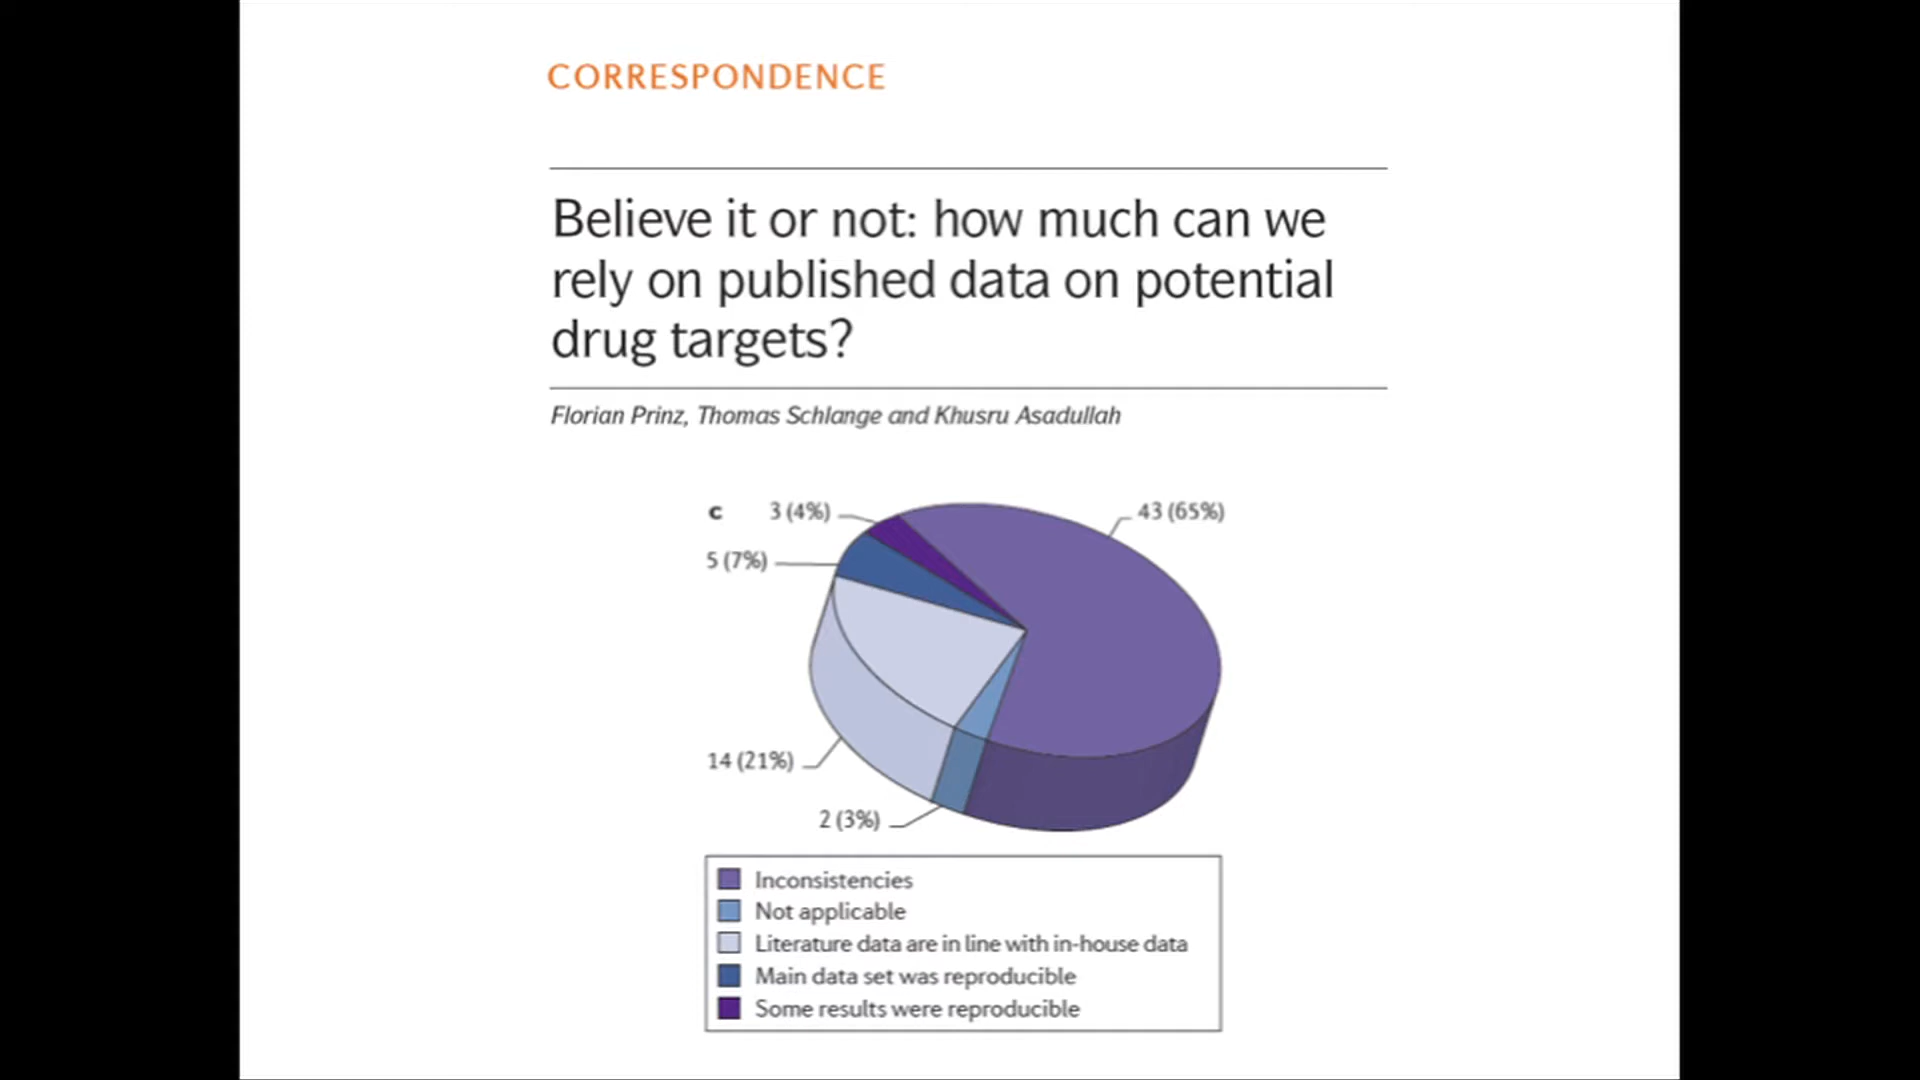 CORRESPONDENCE
Believe it or not: how much can we
rely on published data on potential
drug targets?
Florian Prinz, Thomas Schlange and Khusru Asadullah
c
3 (4%)
43 (65%)
5 (7%)
14 (21%)
2 (3%)
Inconsistencies
Not applicable
Literature data are in line with in-house data
Main data set was reproducible
Some results were reproducible